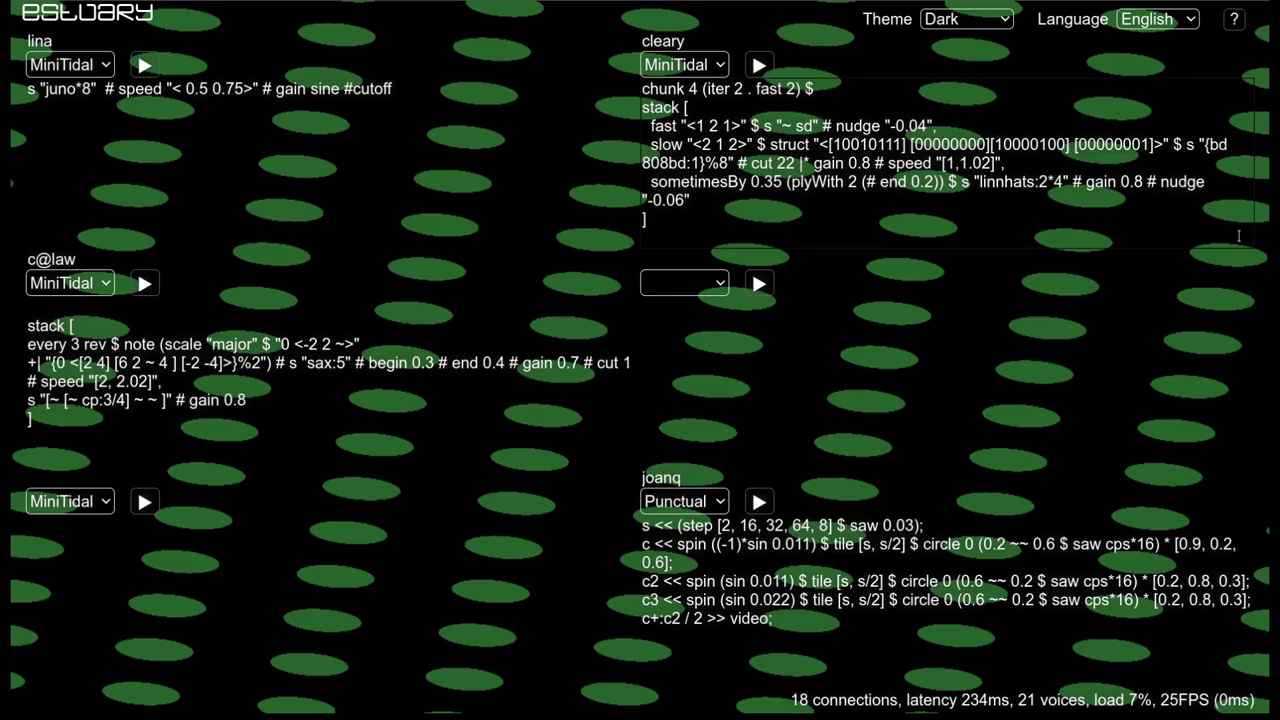 estuary
Theme Dark Language English ?
lina
MiniTidal
s "juno*8"  # speed "< 0.5 0.75>" # gain sine #cutoff
cleary
MiniTidal
chunk 4 (iter 2 . fast 2) $
stack [
fast "<1 2 1>" $ s "~ sd" # nudge "-0.04",
slow "<2 1 2>" $ struct "<[10010111] [00000000][10000100] [00000001]>" $ s "{bd
808bd:1}%8" # cut 22 |* gain 0.8 # speed "[1,1.02]",
sometimesBy 0.35 (plyWith 2 (# end 0.2)) $ s "linnhats:2*4" # gain 0.8 # nudge
"-0.06"
]
c@law
MiniTidal
stack [
every 3 rev $ note (scale "major" $ "0 <-2 2 ~>"
+| "{0 <[2 4] [6 2 ~ 4 ] [-2 -4]>}%2") # s "sax:5" # begin 0.3 # end 0.4 # gain 0.7 # cut 1
# speed "[2, 2.02]",
s "[~ [~ cp:3/4] ~ ~ ]" # gain 0.8
]
MiniTidal
joanq
Punctual
s << (step [2, 16, 32, 64, 8] $ saw 0.03);
c << spin ((-1)*sin 0.011) $ tile [s, s/2] $ circle 0 (0.2 ~~ 0.6 $ saw cps*16) * [0.9, 0.2,
0.6];
c2 << spin (sin 0.011) $ tile [s, s/2] $ circle 0 (0.6 ~~ 0.2 $ saw cps*16) * [0.2, 0.8, 0.3];
c3 << spin (sin 0.022) $ tile [s, s/2] $ circle 0 (0.6 ~~ 0.2 $ saw cps*16) * [0.2, 0.8, 0.3];
c+:c2 / 2 >> video;
18 connections, latency 234ms, 21 voices, load 7%, 25FPS (0ms)